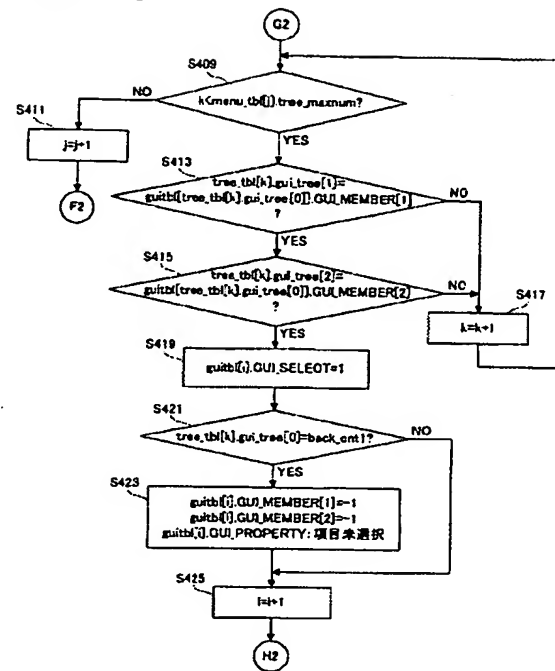 G2
S409
k<menu_tbl[j].tree_maxnum?
NO
S411
j=j+1
F2
YES
S413
tree_tbl[k].gui_tree[1]=
guitbl[tree_tbl[k].gui_tree[0]].GUI_MEMBER[1]
?
NO
YES
S415
tree_tbl[k].gui_tree[2]=
guitbl[tree_tbl[k].gui_tree[0]].GUI_MEMBER[2]
?
NO
S417
k=k+1
YES
S419
guitbl[i].GUI_SELECT=1
S421
tree_tbl[k].gui_tree[0]=back_cnt1?
NO
YES
S423
guitbl[i].GUI_MEMBER[1]=-1
guitbl[i].GUI_MEMBER[2]=-1
guitbl[i].GUI_PROPERTY:項目未選択
S425
i=i+1
H2